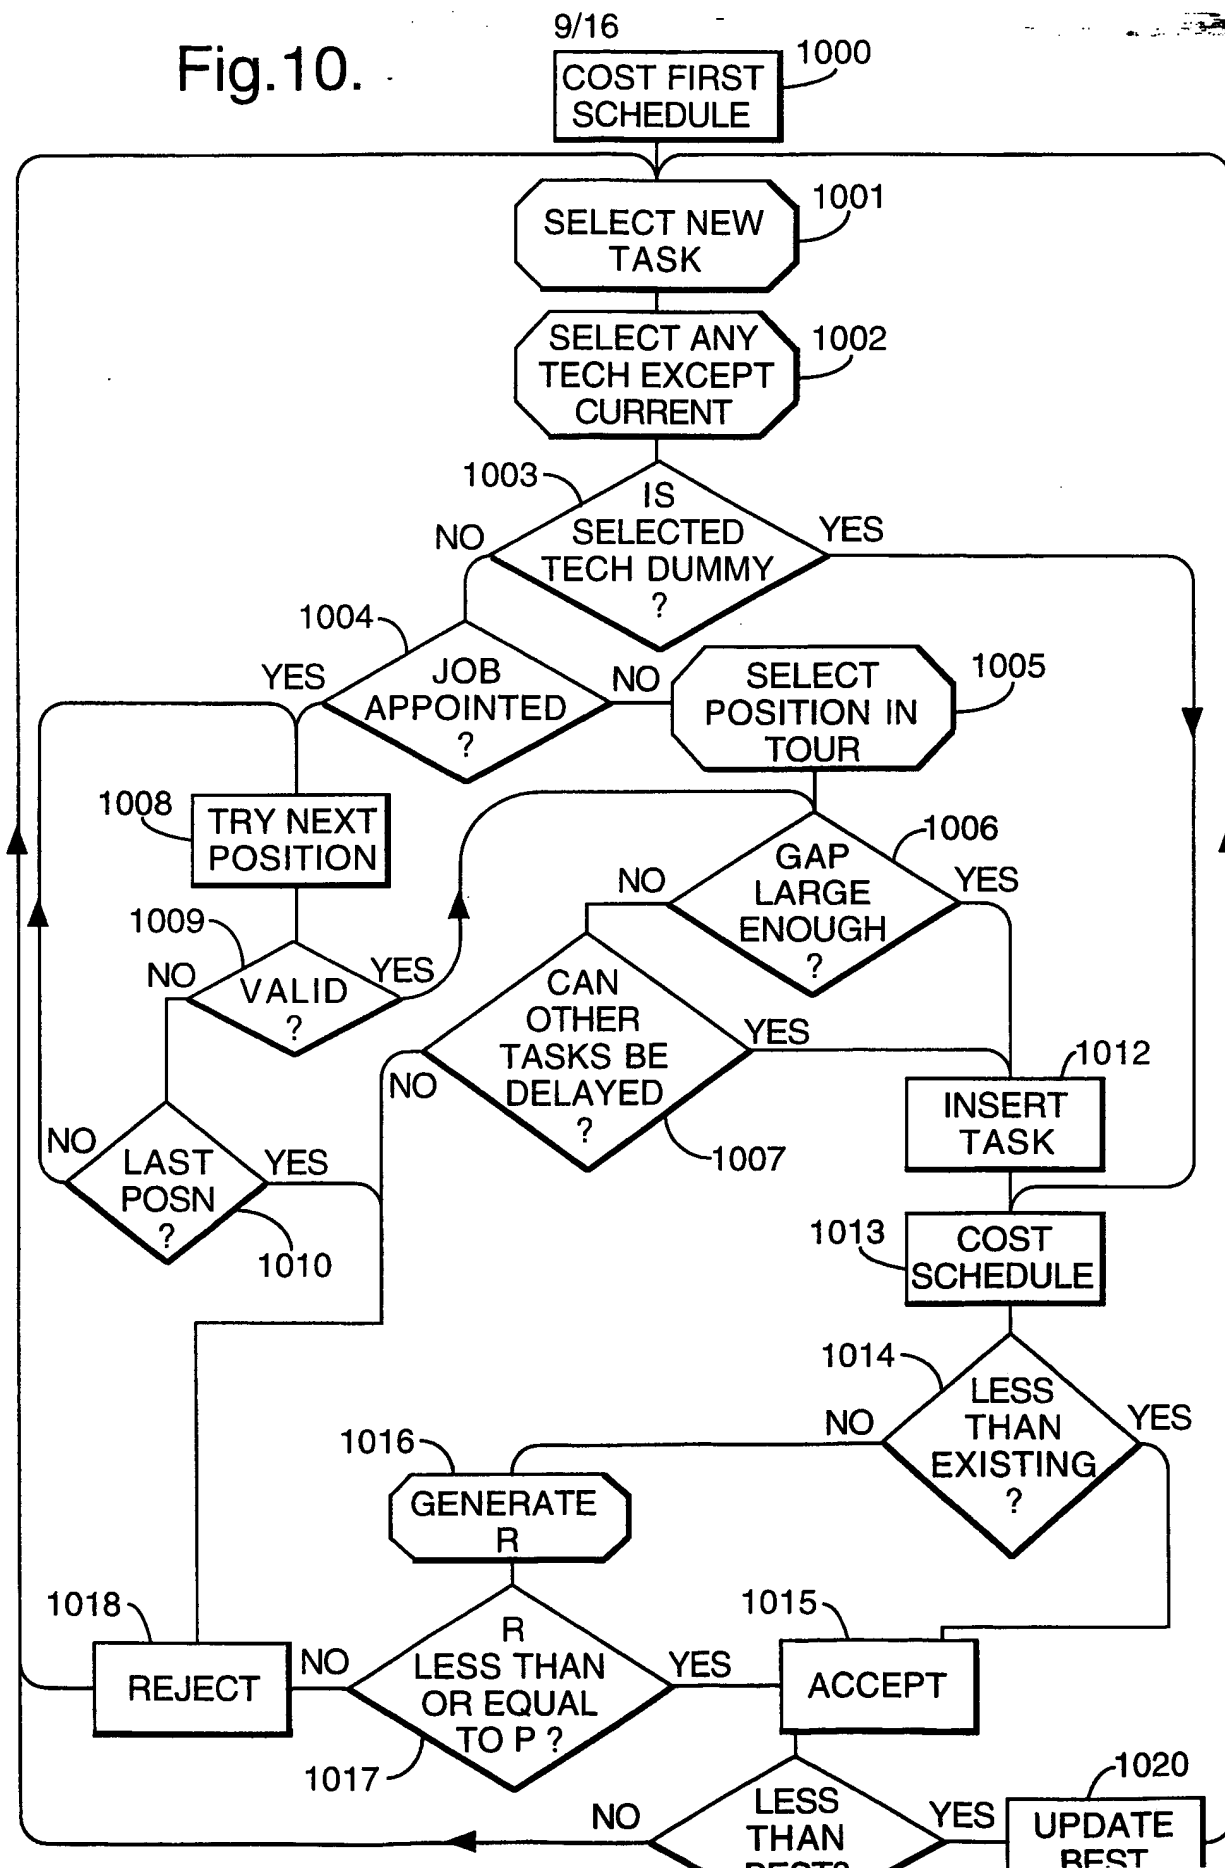 9/16
Fig.10.
COST FIRST
SCHEDULE
1000
SELECT NEW
TASK
1001
SELECT ANY
TECH EXCEPT
CURRENT
1002
1003
IS
SELECTED
TECH DUMMY
?
NO
YES
1004
JOB
APPOINTED
?
YES
NO
SELECT
POSITION IN
TOUR
1005
1008
TRY NEXT
POSITION
1006
GAP
LARGE
ENOUGH
?
NO
YES
1009
VALID
?
NO
YES
CAN
OTHER
TASKS BE
DELAYED
?
YES
NO
1007
1012
INSERT
TASK
NO
LAST
POSN
?
YES
1010
1013
COST
SCHEDULE
1014
LESS
THAN
EXISTING
?
NO
YES
1016
GENERATE
R
1018
REJECT
NO
R
LESS THAN
OR EQUAL
TO P ?
YES
1017
1015
ACCEPT
NO
LESS
THAN
BEST?
YES
1020
UPDATE
BEST